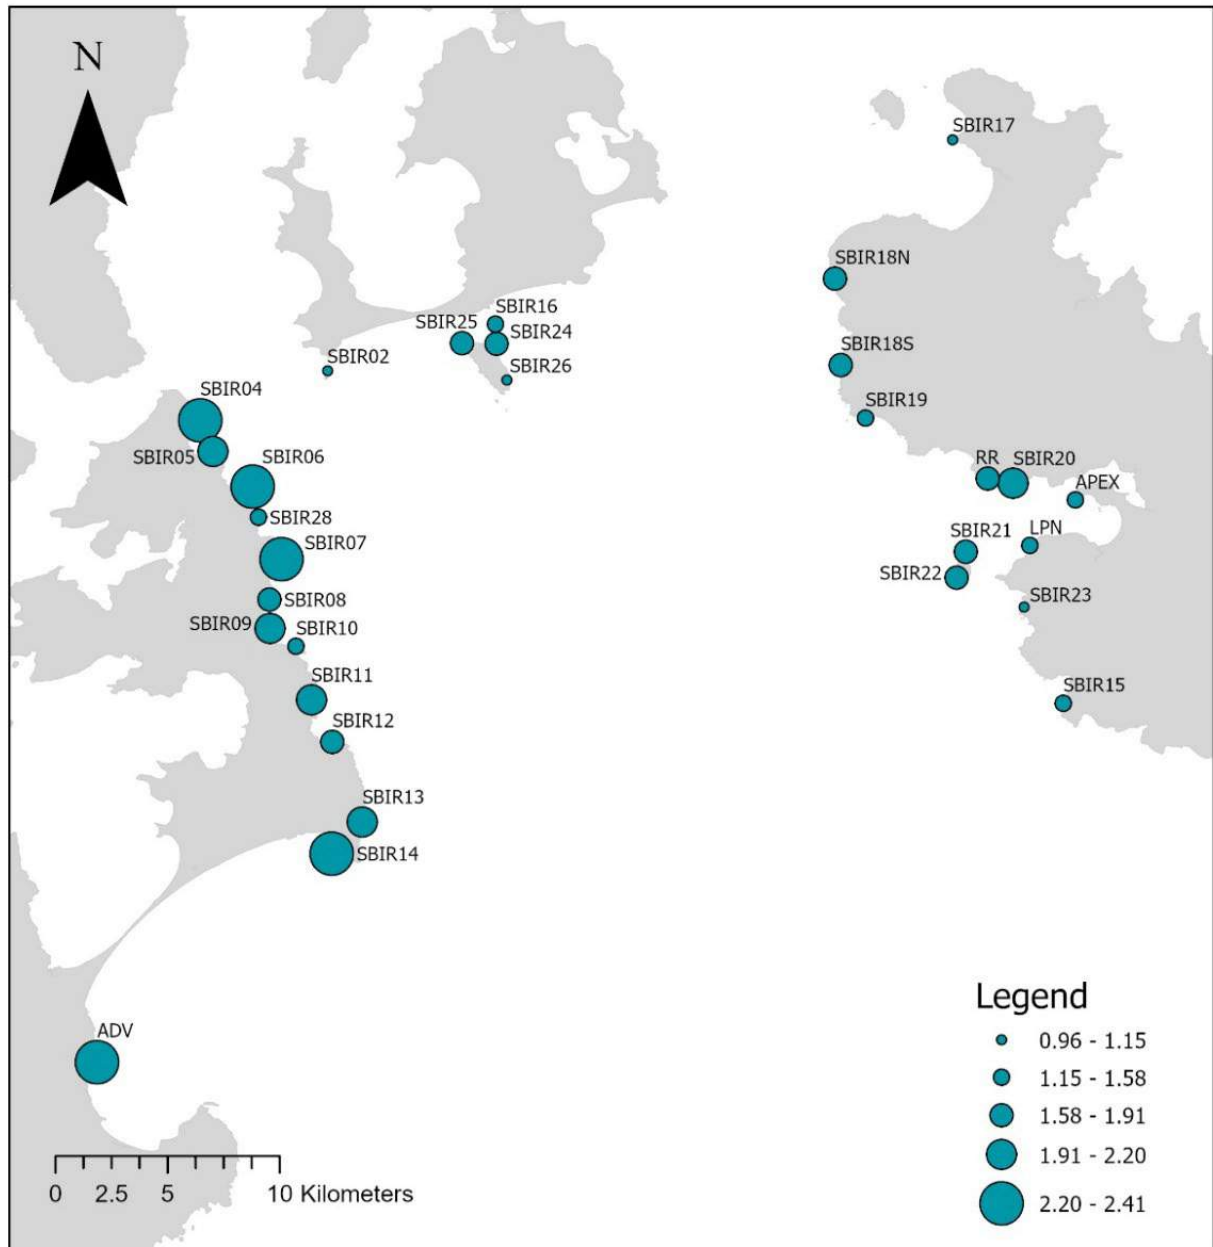 N
SBIR17
SBIR18N
SBIR16
SBIR25
SBIR24
SBIR02
SBIR26
SBIR18S
SBIR04
SBIR19
SBIR05
SBIR06
RR
SBIR20
APEX
SBIR28
SBIR21
LPN
SBIR07
SBIR22
SBIR08
SBIR23
SBIR09
SBIR10
SBIR11
SBIR15
SBIR12
SBIR13
SBIR14
ADV
Legend
0.96 - 1.15
1.15 - 1.58
1.58 - 1.91
1.91 - 2.20
2.20 - 2.41
0 2.5 5 10 Kilometers